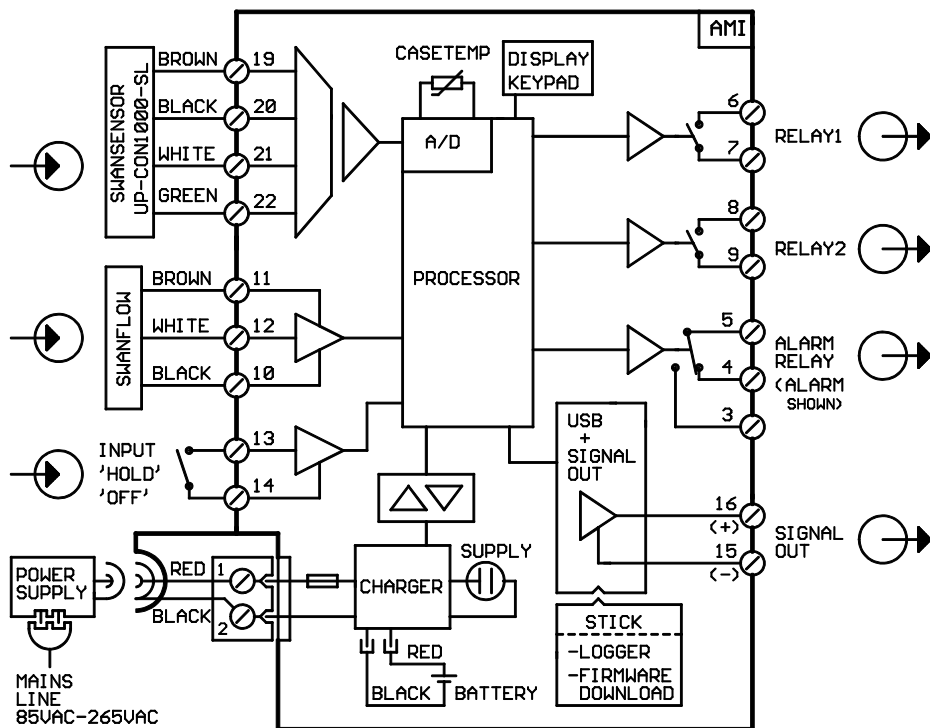 AMI
SWANSENSOR
UP-CON1000-SL
BROWN 19
BLACK 20
WHITE 21
GREEN 22
CASETEMP
A/D
DISPLAY
KEYPAD
PROCESSOR
6
7
RELAY1
8
9
RELAY2
5
4
3
ALARM
RELAY
(ALARM
SHOWN)
SWANFLOW
BROWN 11
WHITE 12
BLACK 10
INPUT
'HOLD'
'OFF'
13
14
USB
+
SIGNAL
OUT
16
(+)
15
(-)
SIGNAL
OUT
POWER
SUPPLY
RED 1
BLACK 2
CHARGER
SUPPLY
RED
BLACK
BATTERY
STICK
-LOGGER
-FIRMWARE
DOWNLOAD
MAINS
LINE
85VAC-265VAC